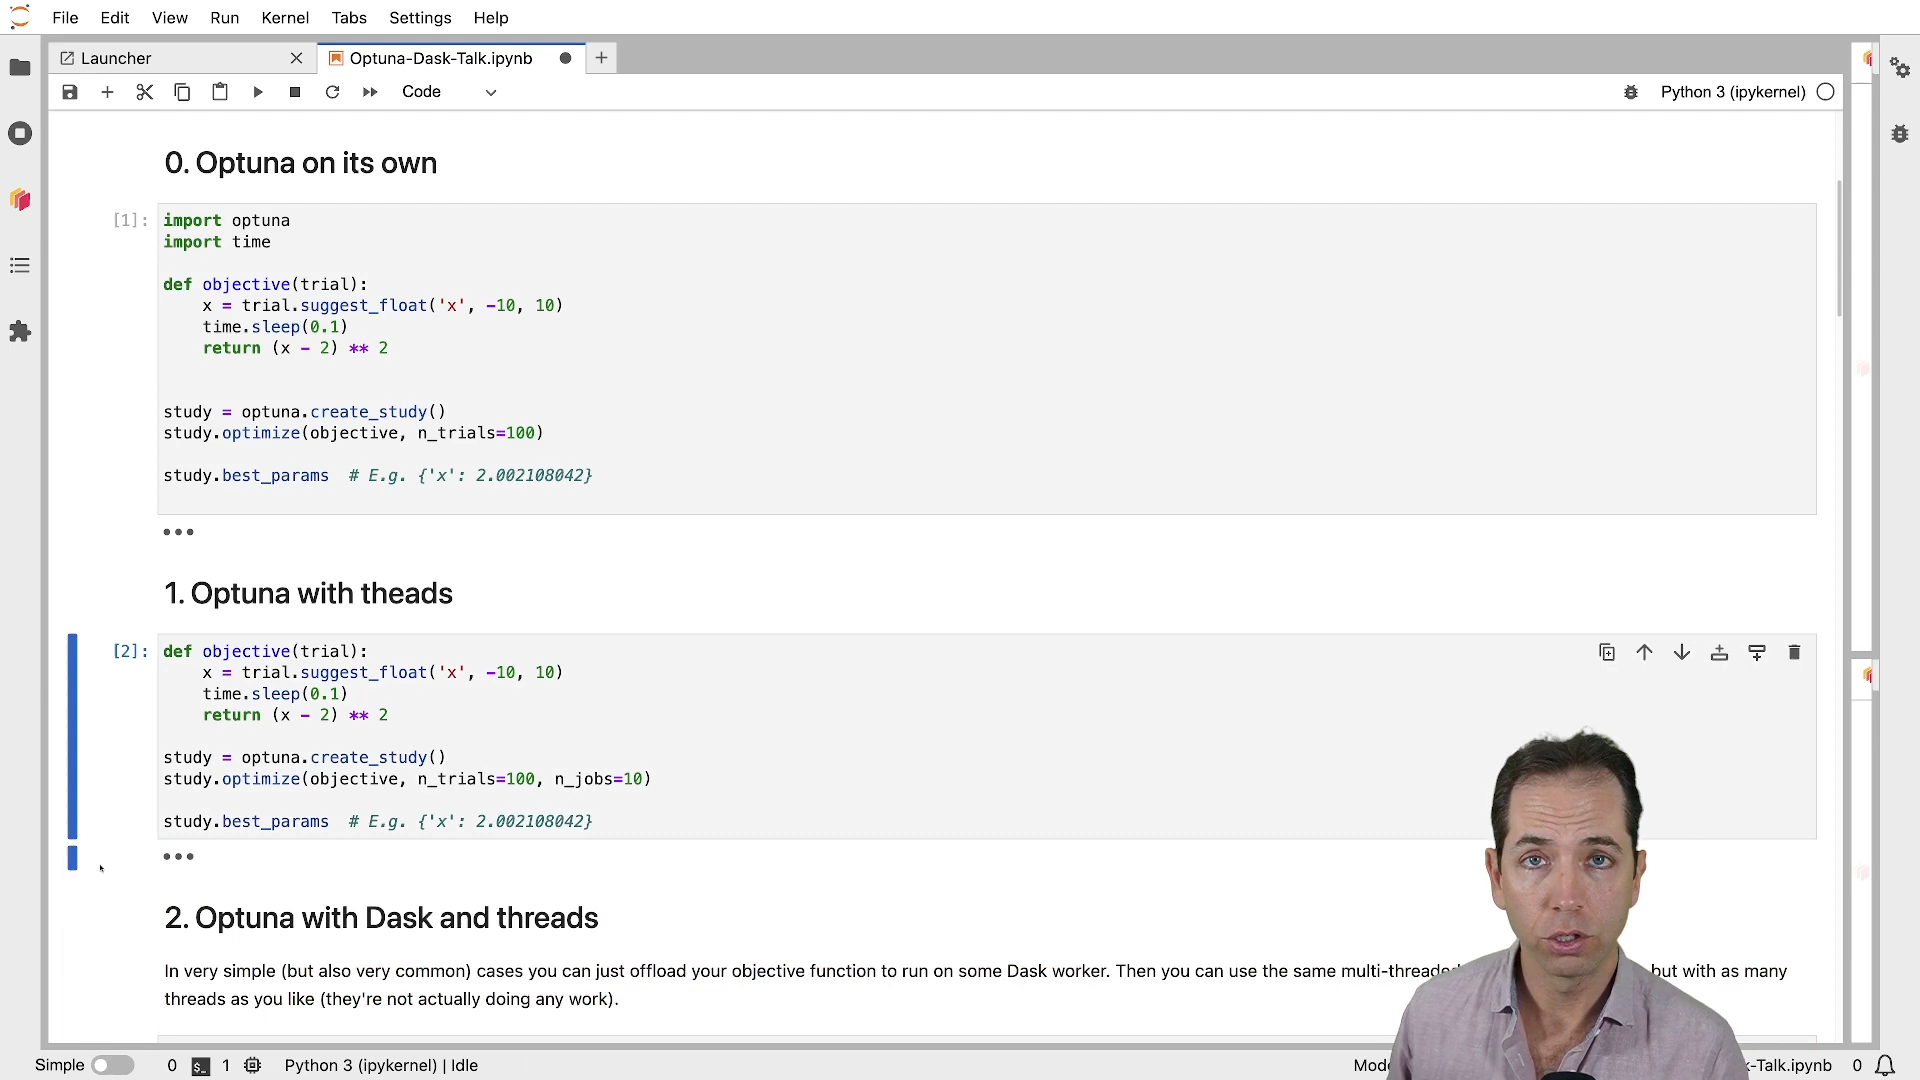 File Edit View Run Kernel Tabs Settings Help
Launcher
Optuna-Dask-Talk.ipynb
Code
Python 3 (ipykernel)
0. Optuna on its own
[1]:
import optuna
import time
def objective(trial):
x = trial.suggest_float('x', -10, 10)
time.sleep(0.1)
return (x - 2) ** 2
study = optuna.create_study()
study.optimize(objective, n_trials=100)
study.best_params # E.g. {'x': 2.002108042}
1. Optuna with theads
[2]:
def objective(trial):
x = trial.suggest_float('x', -10, 10)
time.sleep(0.1)
return (x - 2) ** 2
study = optuna.create_study()
study.optimize(objective, n_trials=100, n_jobs=10)
study.best_params # E.g. {'x': 2.002108042}
2. Optuna with Dask and threads
In very simple (but also very common) cases you can just offload your objective function to run on some Dask worker. Then you can use the same multi-threaded but with as many
threads as you like (they're not actually doing any work).
Simple 0 1 Python 3 (ipykernel) | Idle -Talk.ipynb 0